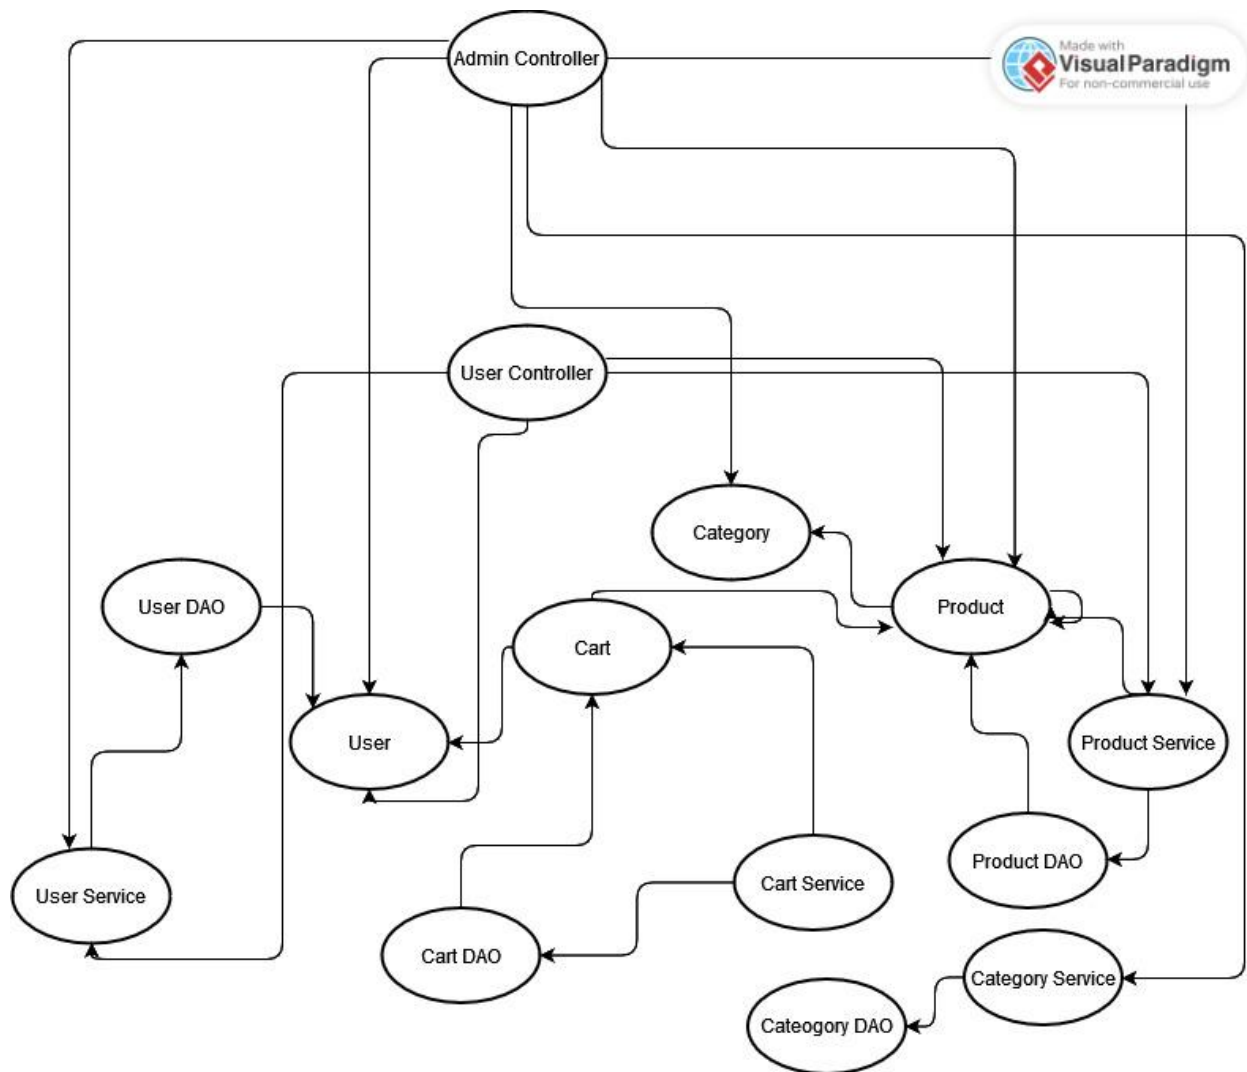 Admin Controller
Made with
Visual Paradigm
For non-commercial use
User Controller
Category
User DAO
Product
Cart
User
Product Service
Product DAO
Cart Service
User Service
Cart DAO
Category Service
Cateogory DAO